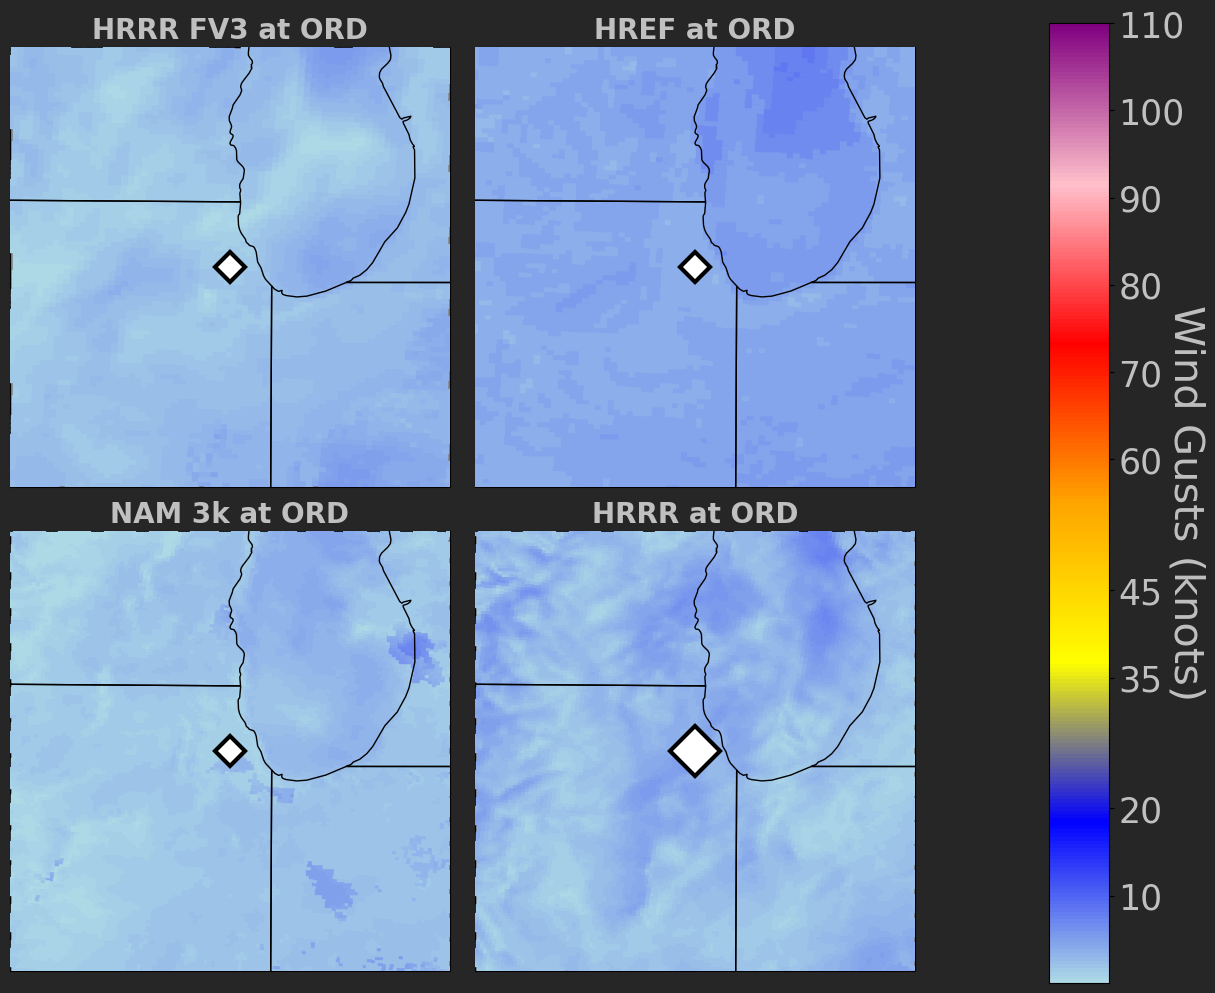 HRRR FV3 at ORD
HREF at ORD
NAM 3k at ORD
HRRR at ORD
110
100
90
80
70
60
45
35
20
10
Wind Gusts (knots)